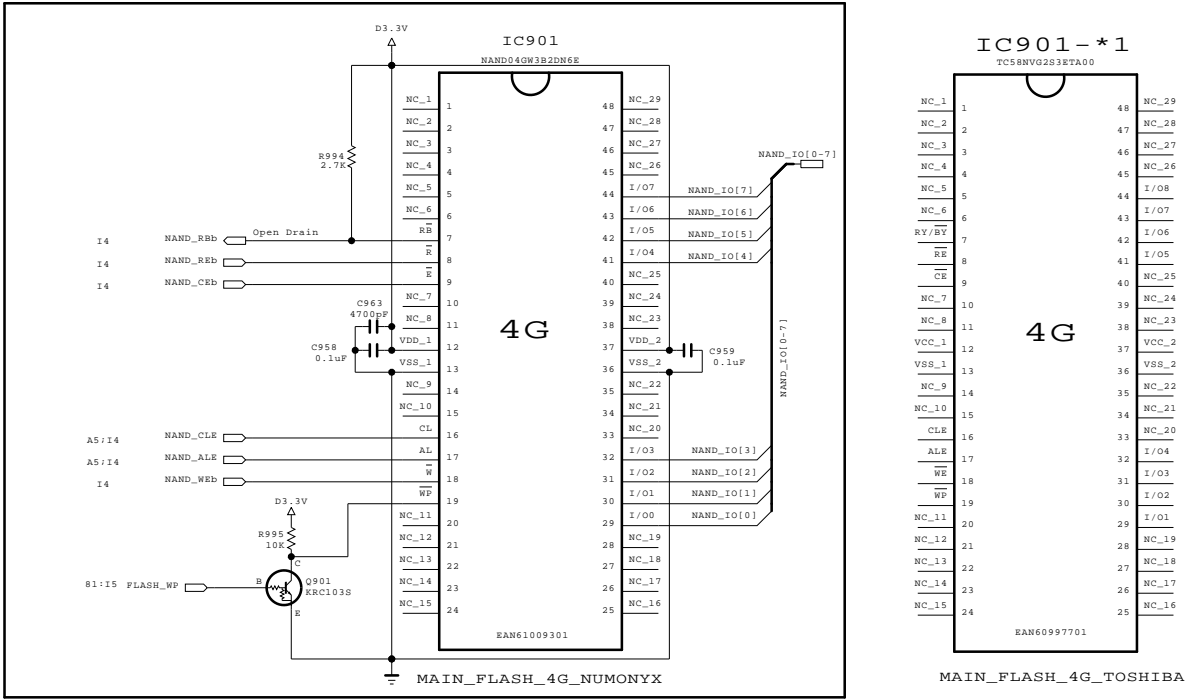 D3.3V
IC901
NAND04GW3B2DN6E
R994
2.7K
I4 NAND_RBb Open Drain
I4 NAND_REb
I4 NAND_CEb
C963
4700pF
C958
0.1uF
A5;I4 NAND_CLE
A5;I4 NAND_ALE
I4 NAND_WEb
D3.3V
R995
10K
C
B
E
Q901
KRC103S
81:I5 FLASH_WP
NC_1 1
NC_2 2
NC_3 3
NC_4 4
NC_5 5
NC_6 6
RB 7
R 8
E 9
NC_7 10
NC_8 11
VDD_1 12
VSS_1 13
NC_9 14
NC_10 15
CL 16
AL 17
W 18
WP 19
NC_11 20
NC_12 21
NC_13 22
NC_14 23
NC_15 24
4G
48 NC_29
47 NC_28
46 NC_27
45 NC_26
44 I/O7 NAND_IO[7]
43 I/O6 NAND_IO[6]
42 I/O5 NAND_IO[5]
41 I/O4 NAND_IO[4]
40 NC_25
39 NC_24
38 NC_23
37 VDD_2
36 VSS_2
35 NC_22
34 NC_21
33 NC_20
32 I/O3 NAND_IO[3]
31 I/O2 NAND_IO[2]
30 I/O1 NAND_IO[1]
29 I/O0 NAND_IO[0]
28 NC_19
27 NC_18
26 NC_17
25 NC_16
C959
0.1uF
NAND_IO[0-7]
NAND_IO[0-7]
EAN61009301
MAIN_FLASH_4G_NUMONYX
IC901-*1
TC58NVG2S3ETA00
NC_1 1
NC_2 2
NC_3 3
NC_4 4
NC_5 5
NC_6 6
RY/BY 7
RE 8
CE 9
NC_7 10
NC_8 11
VCC_1 12
VSS_1 13
NC_9 14
NC_10 15
CLE 16
ALE 17
WE 18
WP 19
NC_11 20
NC_12 21
NC_13 22
NC_14 23
NC_15 24
4G
48 NC_29
47 NC_28
46 NC_27
45 NC_26
44 I/O8
43 I/O7
42 I/O6
41 I/O5
40 NC_25
39 NC_24
38 NC_23
37 VCC_2
36 VSS_2
35 NC_22
34 NC_21
33 NC_20
32 I/O4
31 I/O3
30 I/O2
29 I/O1
28 NC_19
27 NC_18
26 NC_17
25 NC_16
EAN60997701
MAIN_FLASH_4G_TOSHIBA